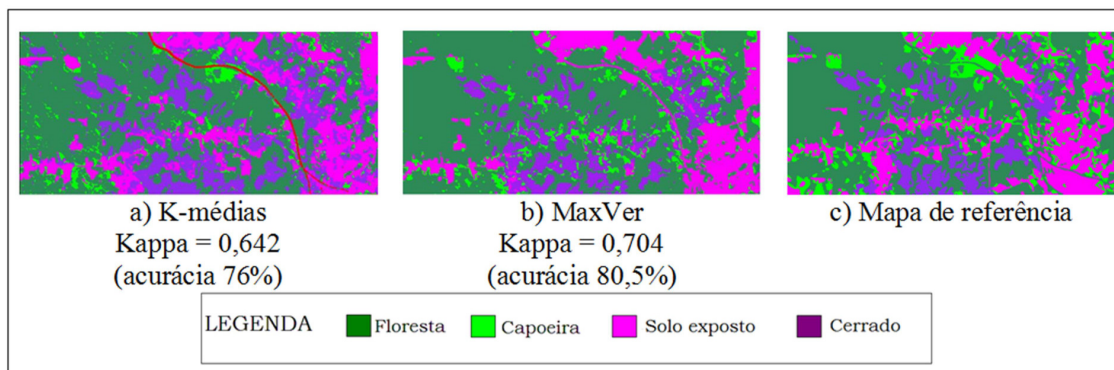 a) K-médias
Kappa = 0,642
(acurácia 76%)
b) MaxVer
Kappa = 0,704
(acurácia 80,5%)
c) Mapa de referência
LEGENDA
Floresta
Capoeira
Solo exposto
Cerrado